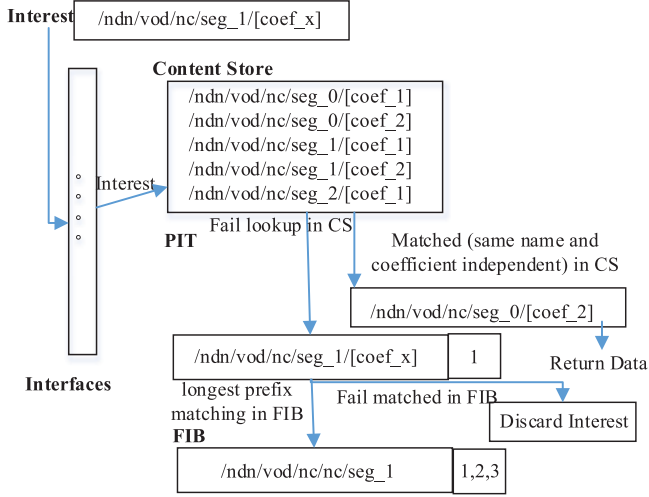 Interest
/ndn/vod/nc/seg_1/[coef_x]
Content Store
/ndn/vod/nc/seg_0/[coef_1]
/ndn/vod/nc/seg_0/[coef_2]
/ndn/vod/nc/seg_1/[coef_1]
/ndn/vod/nc/seg_1/[coef_2]
/ndn/vod/nc/seg_2/[coef_1]
Interest
Fail lookup in CS
PIT
Matched (same name and
coefficient independent) in CS
/ndn/vod/nc/seg_0/[coef_2]
/ndn/vod/nc/seg_1/[coef_x]
1
Return Data
Interfaces
longest prefix
matching in FIB
Fail matched in FIB
Discard Interest
FIB
/ndn/vod/nc/nc/seg_1
1,2,3